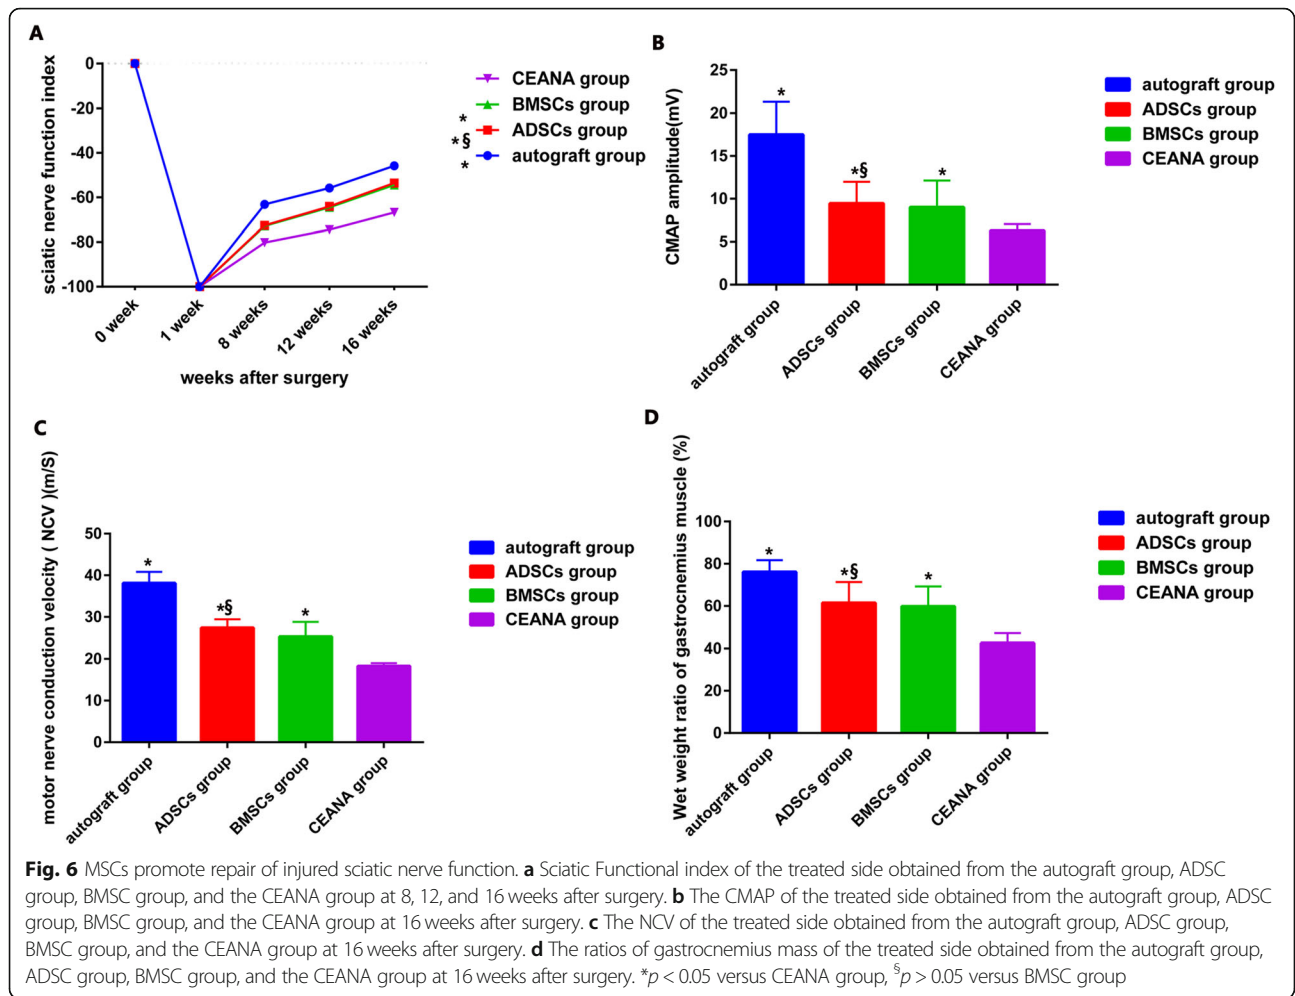 A
sciatic nerve function index
0
-20
-40
-60
-80
-100
0 week
1 week
8 weeks
12 weeks
16 weeks
weeks after surgery
CEANA group
BMSCs group
* ADSCs group
*§ autograft group
*
B
CMAP amplitude(mV)
25
20
15
10
5
0
*
*§
*
autograft group
ADSCs group
BMSCs group
CEANA group
autograft group
ADSCs group
BMSCs group
CEANA group
C
motor nerve conduction velocity ( NCV )(m/S)
50
40
30
20
10
0
*
*§
*
autograft group
ADSCs group
BMSCs group
CEANA group
autograft group
ADSCs group
BMSCs group
CEANA group
D
Wet weight ratio of gastrocnemius muscle (%)
100
80
60
40
20
0
*
*§
*
autograft group
ADSCs group
BMSCs group
CEANA group
autograft group
ADSCs group
BMSCs group
CEANA group
Fig. 6 MSCs promote repair of injured sciatic nerve function. a Sciatic Functional index of the treated side obtained from the autograft group, ADSC
group, BMSC group, and the CEANA group at 8, 12, and 16 weeks after surgery. b The CMAP of the treated side obtained from the autograft group, ADSC
group, BMSC group, and the CEANA group at 16 weeks after surgery. c The NCV of the treated side obtained from the autograft group, ADSC group,
BMSC group, and the CEANA group at 16 weeks after surgery. d The ratios of gastrocnemius mass of the treated side obtained from the autograft group,
ADSC group, BMSC group, and the CEANA group at 16 weeks after surgery. *p < 0.05 versus CEANA group, §p > 0.05 versus BMSC group